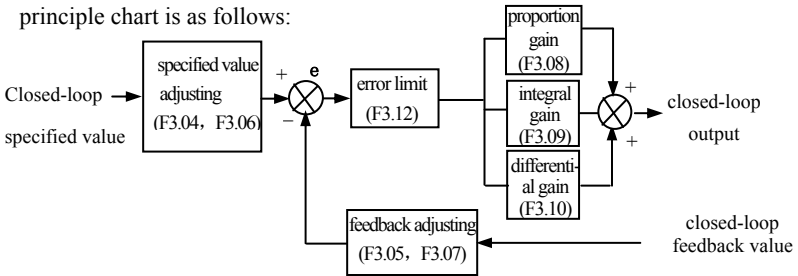 principle chart is as follows:
Closed-loop
specified value
specified value
adjusting
(F3.04，F3.06)
+
−
e
error limit
(F3.12)
proportion
gain
(F3.08)
integral
gain
(F3.09)
differenti-
al gain
(F3.10)
+
+
closed-loop
output
feedback adjusting
(F3.05，F3.07)
closed-loop
feedback value